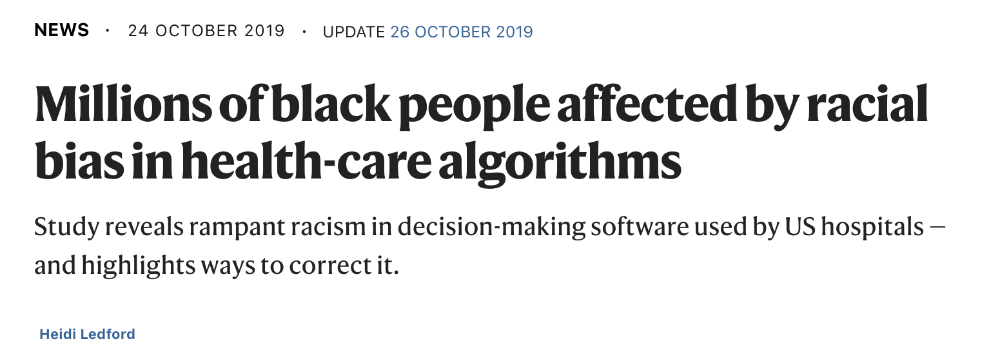 NEWS · 24 OCTOBER 2019 · UPDATE 26 OCTOBER 2019
Millions of black people affected by racial
bias in health-care algorithms
Study reveals rampant racism in decision-making software used by US hospitals —
and highlights ways to correct it.
Heidi Ledford